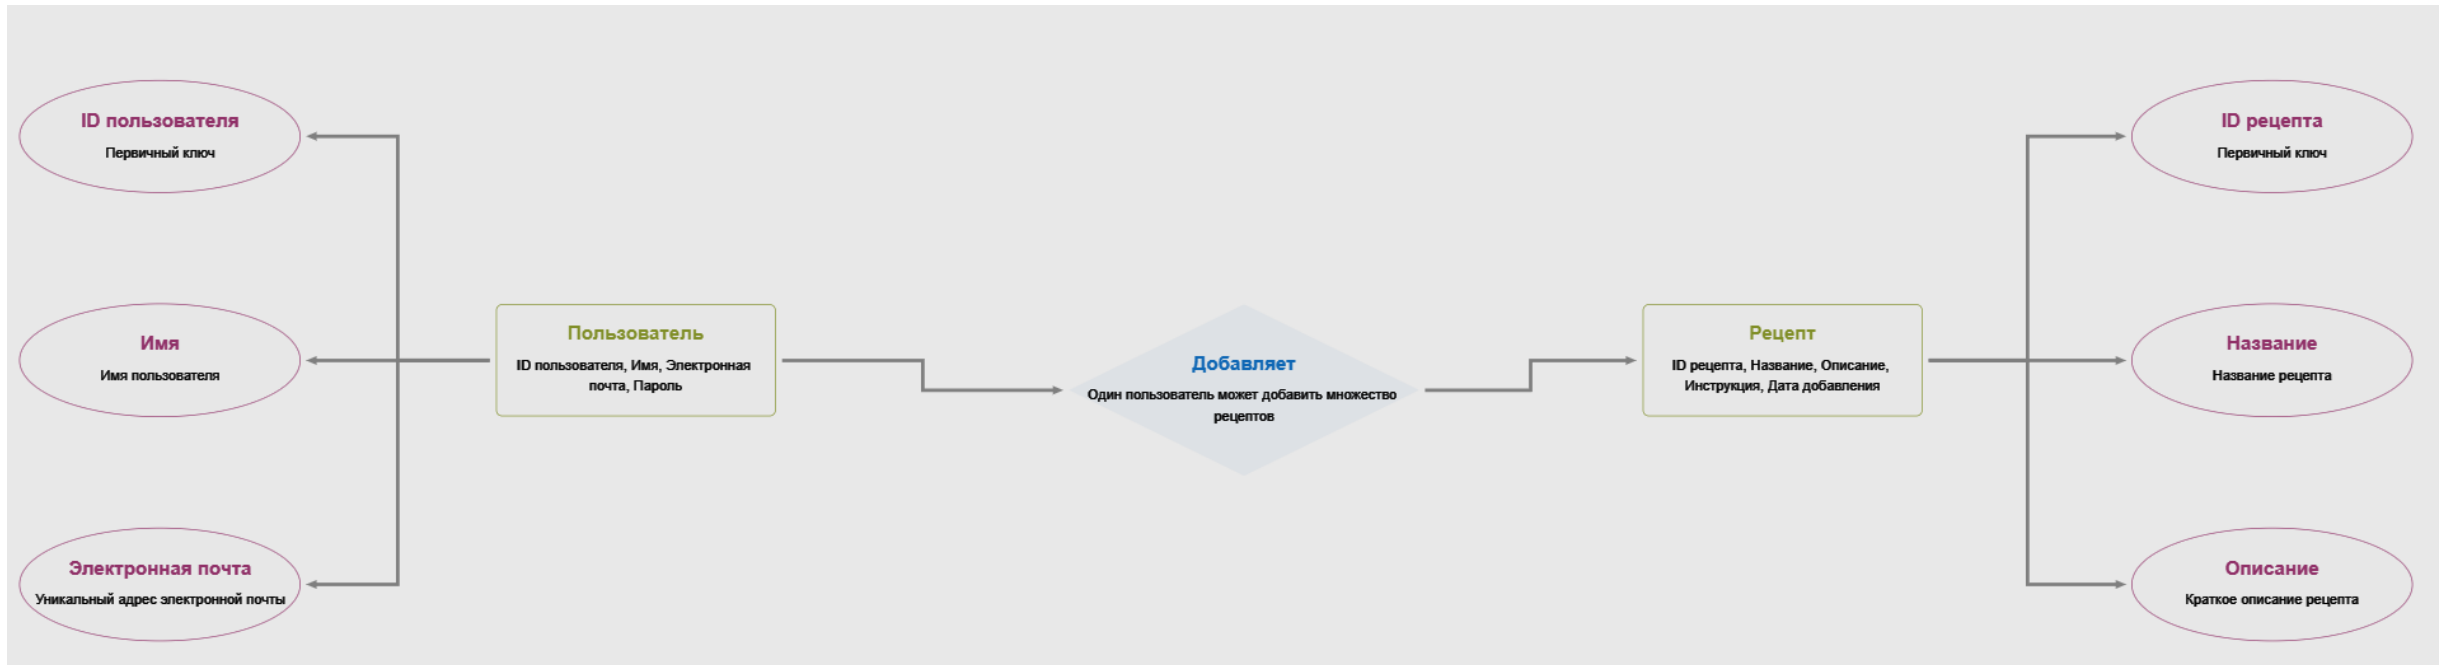 ID пользователя
Первичный ключ
Имя
Имя пользователя
Электронная почта
Уникальный адрес электронной почты
Пользователь
ID пользователя, Имя, Электронная
почта, Пароль
Добавляет
Один пользователь может добавить множество
рецептов
Рецепт
ID рецепта, Название, Описание,
Инструкция, Дата добавления
ID рецепта
Первичный ключ
Название
Название рецепта
Описание
Краткое описание рецепта